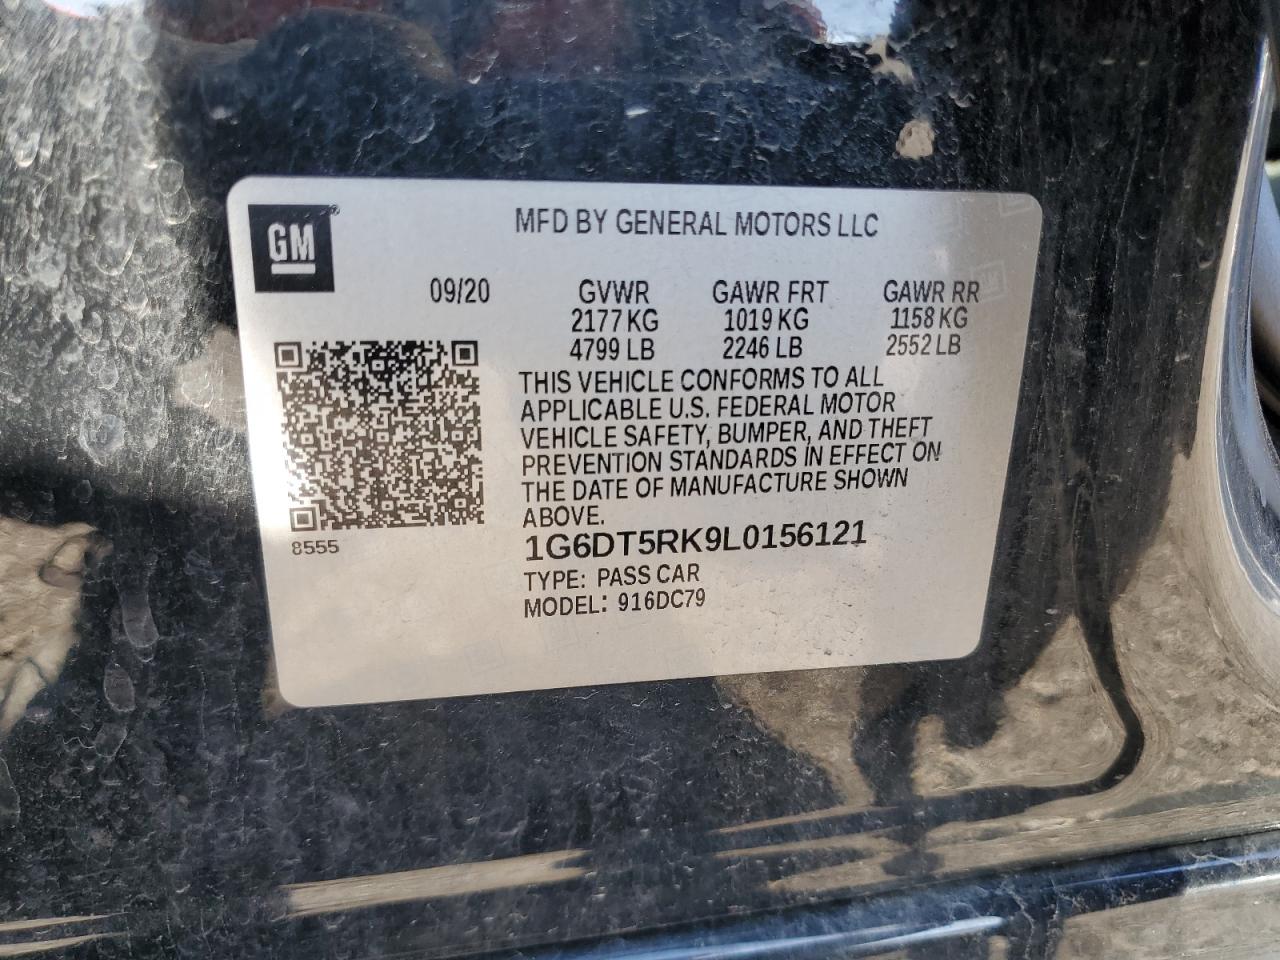 GM
MFD BY GENERAL MOTORS LLC
09/20 GVWR GAWR FRT GAWR RR
2177 KG 1019 KG 1158 KG
4799 LB 2246 LB 2552 LB
THIS VEHICLE CONFORMS TO ALL
APPLICABLE U.S. FEDERAL MOTOR
VEHICLE SAFETY, BUMPER, AND THEFT
PREVENTION STANDARDS IN EFFECT ON
THE DATE OF MANUFACTURE SHOWN
ABOVE.
8555
1G6DT5RK9L0156121
TYPE: PASS CAR
MODEL: 916DC79